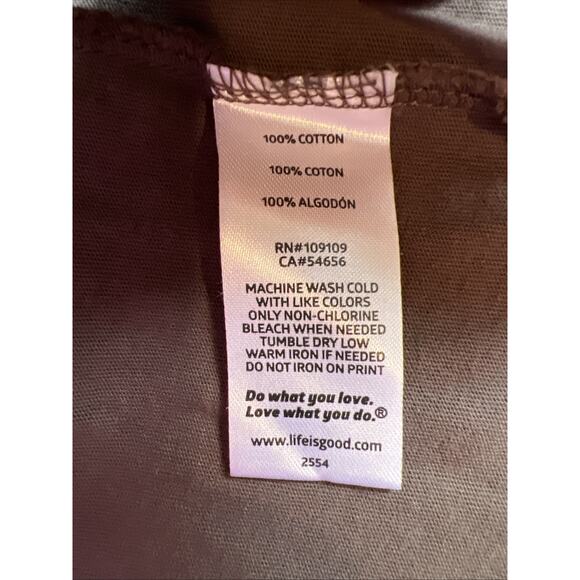 100% COTTON
100% COTON
100% ALGODÓN
RN#109109
CA#54656
MACHINE WASH COLD
WITH LIKE COLORS
ONLY NON-CHLORINE
BLEACH WHEN NEEDED
TUMBLE DRY LOW
WARM IRON IF NEEDED
DO NOT IRON ON PRINT
Do what you love.
Love what you do.®
www.lifeisgood.com
2554